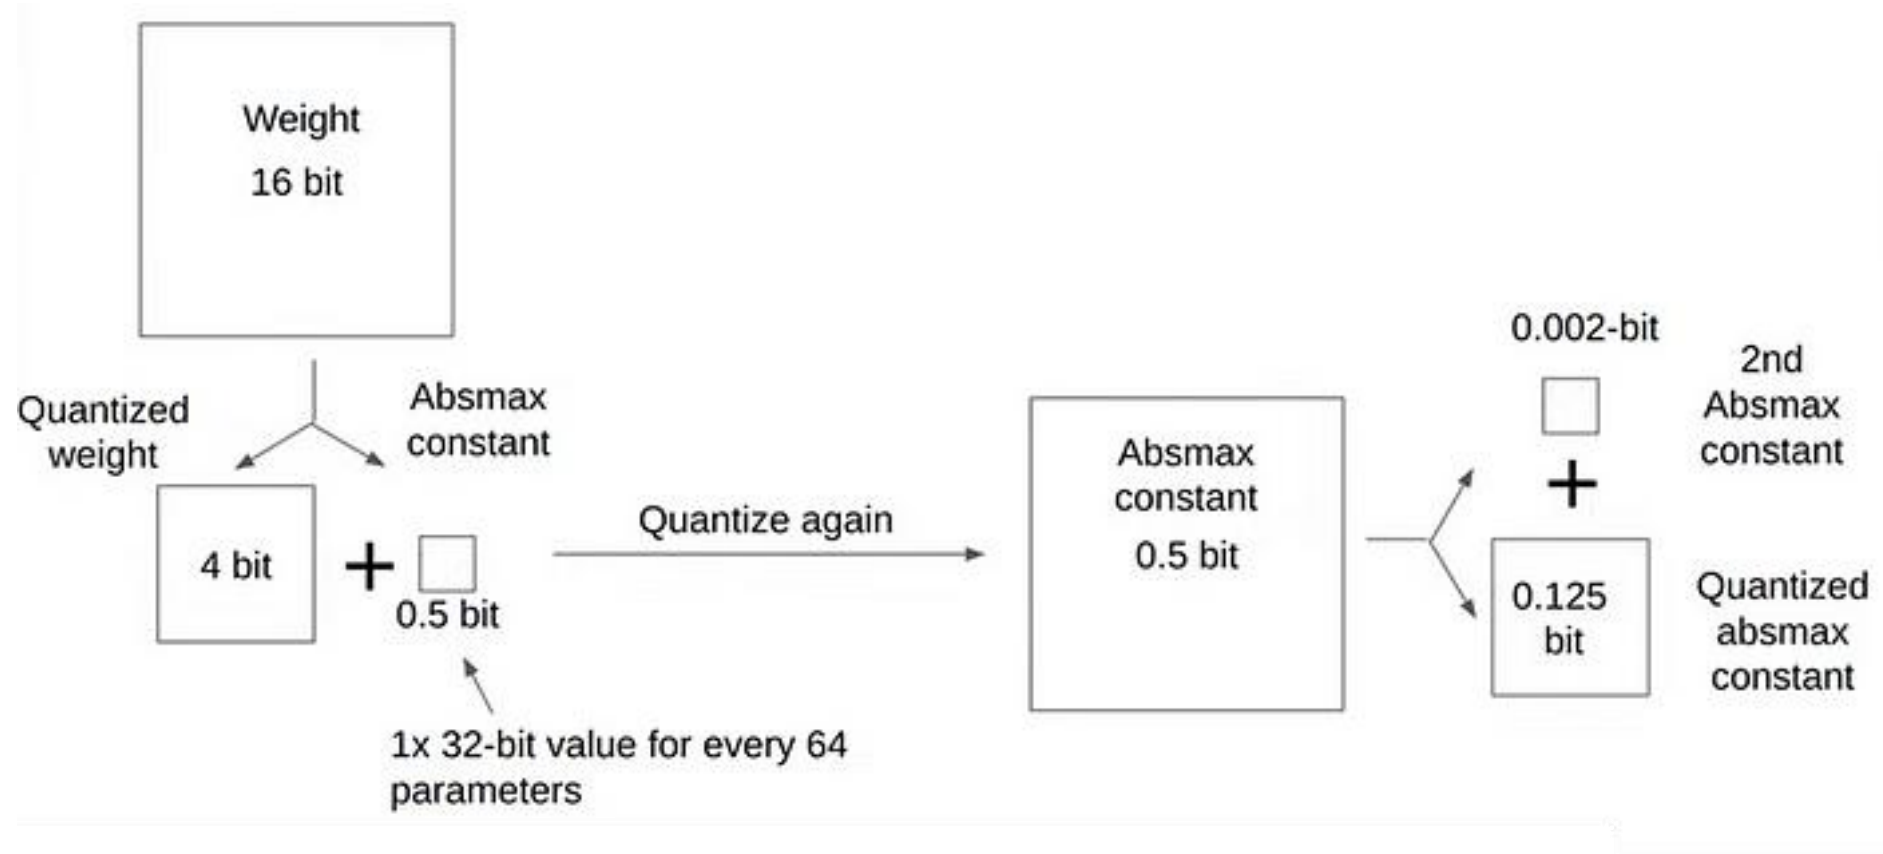 Weight
16 bit
Quantized
weight
Absmax
constant
4 bit
+
0.5 bit
1x 32-bit value for every 64
parameters
Quantize again
Absmax
constant
0.5 bit
0.002-bit
2nd
Absmax
constant
+
0.125
bit
Quantized
absmax
constant